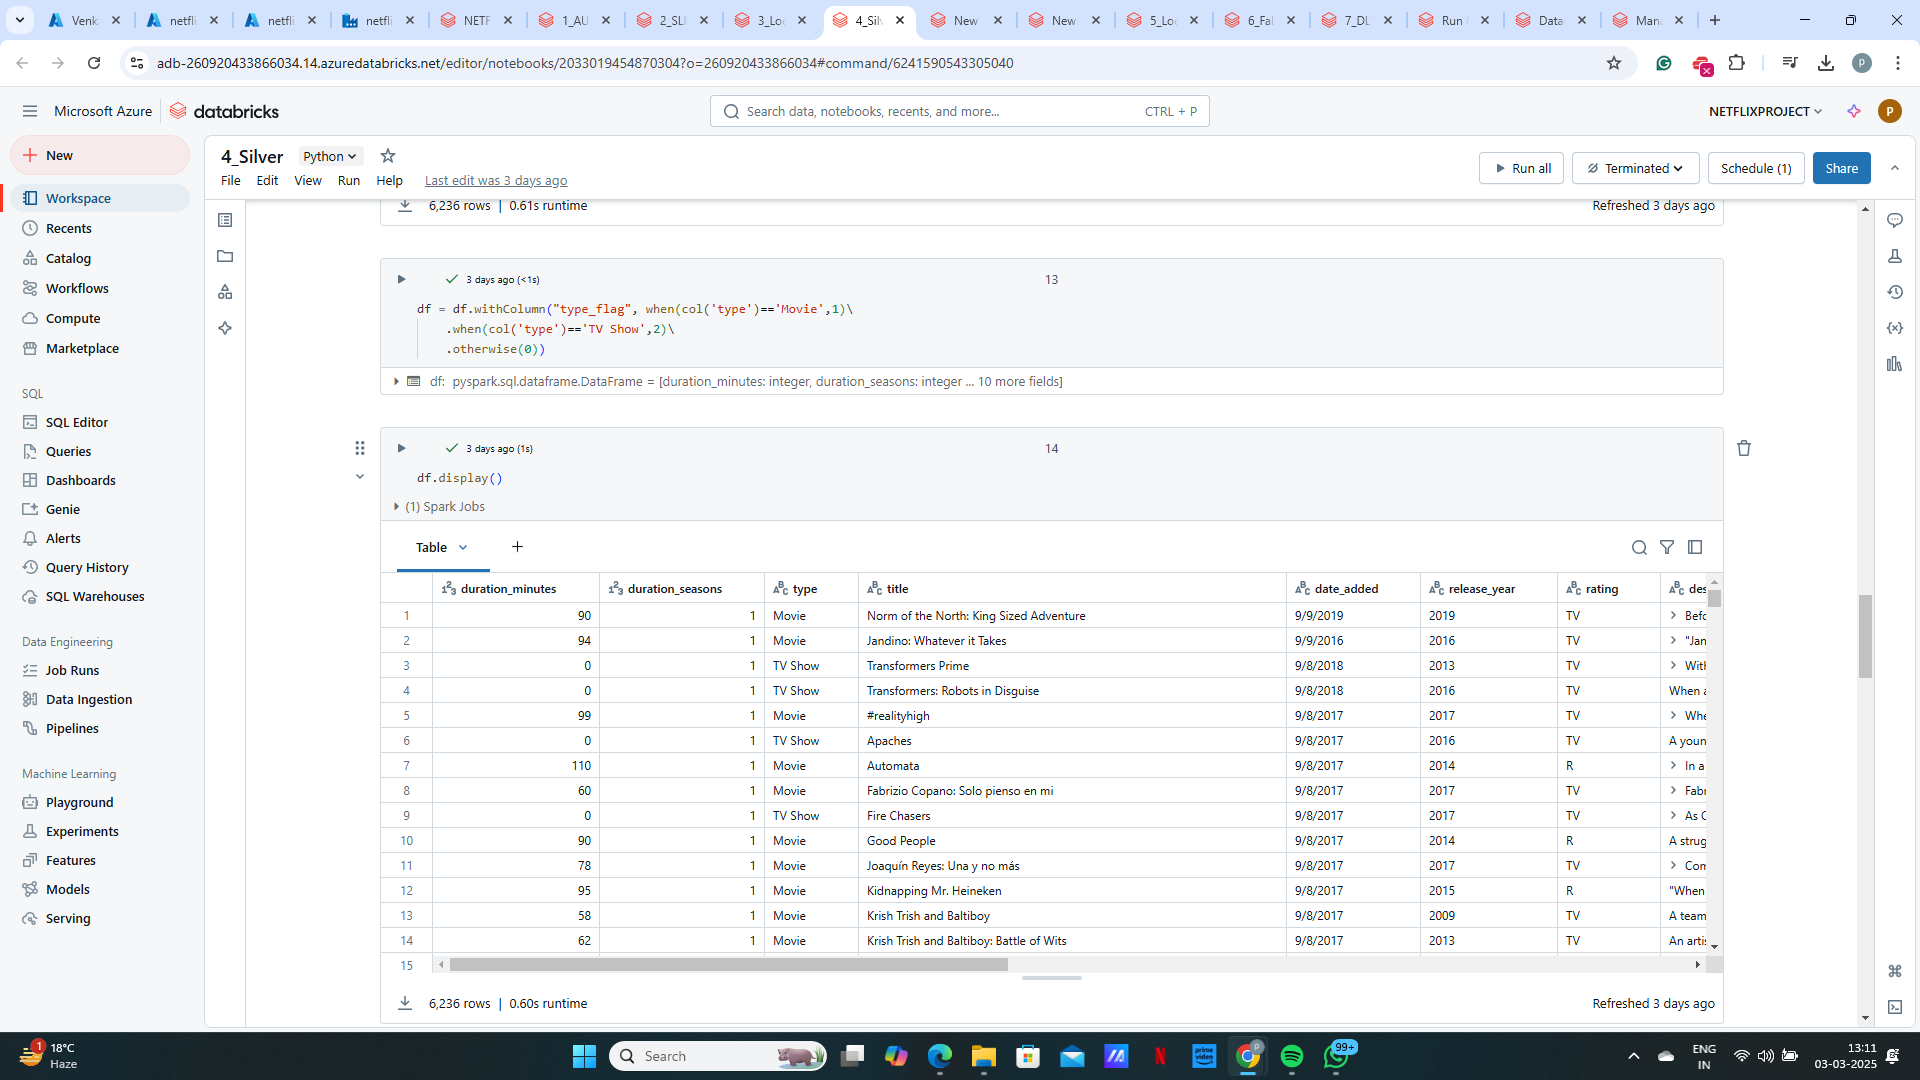 Venka
netfli
netfli
netfli
NETF
1_AU
2_SL
3_Loo
4_Silv
New
New
5_Loo
6_Fal
7_DL
Run
Data
Man
adb-260920433866034.14.azuredatabricks.net/editor/notebooks/2033019454870304?o=260920433866034#command/6241590543305040
P
Microsoft Azure
databricks
Search data, notebooks, recents, and more...
CTRL + P
NETFLIXPROJECT
P
New
Workspace
Recents
Catalog
Workflows
Compute
Marketplace
SQL
SQL Editor
Queries
Dashboards
Genie
Alerts
Query History
SQL Warehouses
Data Engineering
Job Runs
Data Ingestion
Pipelines
Machine Learning
Playground
Experiments
Features
Models
Serving
4_Silver
Python
File Edit View Run Help Last edit was 3 days ago
Run all
Terminated
Schedule (1)
Share
6,236 rows | 0.61s runtime
Refreshed 3 days ago
3 days ago (<1s)
13
df = df.withColumn("type_flag", when(col('type')=='Movie',1)\
.when(col('type')=='TV Show',2)\
.otherwise(0))
df: pyspark.sql.dataframe.DataFrame = [duration_minutes: integer, duration_seasons: integer ... 10 more fields]
3 days ago (1s)
14
df.display()
(1) Spark Jobs
Table
duration_minutes duration_seasons type title date_added release_year rating des
1 90 1 Movie Norm of the North: King Sized Adventure 9/9/2019 2019 TV Befo
2 94 1 Movie Jandino: Whatever it Takes 9/9/2016 2016 TV "Jan
3 0 1 TV Show Transformers Prime 9/8/2018 2013 TV With
4 0 1 TV Show Transformers: Robots in Disguise 9/8/2018 2016 TV When a
5 99 1 Movie #realityhigh 9/8/2017 2017 TV Whe
6 0 1 TV Show Apaches 9/8/2017 2016 TV A youn
7 110 1 Movie Automata 9/8/2017 2014 R In a
8 60 1 Movie Fabrizio Copano: Solo pienso en mi 9/8/2017 2017 TV Fabr
9 0 1 TV Show Fire Chasers 9/8/2017 2017 TV As C
10 90 1 Movie Good People 9/8/2017 2014 R A strug
11 78 1 Movie Joaquín Reyes: Una y no más 9/8/2017 2017 TV Com
12 95 1 Movie Kidnapping Mr. Heineken 9/8/2017 2015 R "When
13 58 1 Movie Krish Trish and Baltiboy 9/8/2017 2009 TV A team
14 62 1 Movie Krish Trish and Baltiboy: Battle of Wits 9/8/2017 2013 TV An artis
15
6,236 rows | 0.60s runtime
Refreshed 3 days ago
1
18°C
Haze
Search
prime video
99+
ENG
IN
13:11
03-03-2025